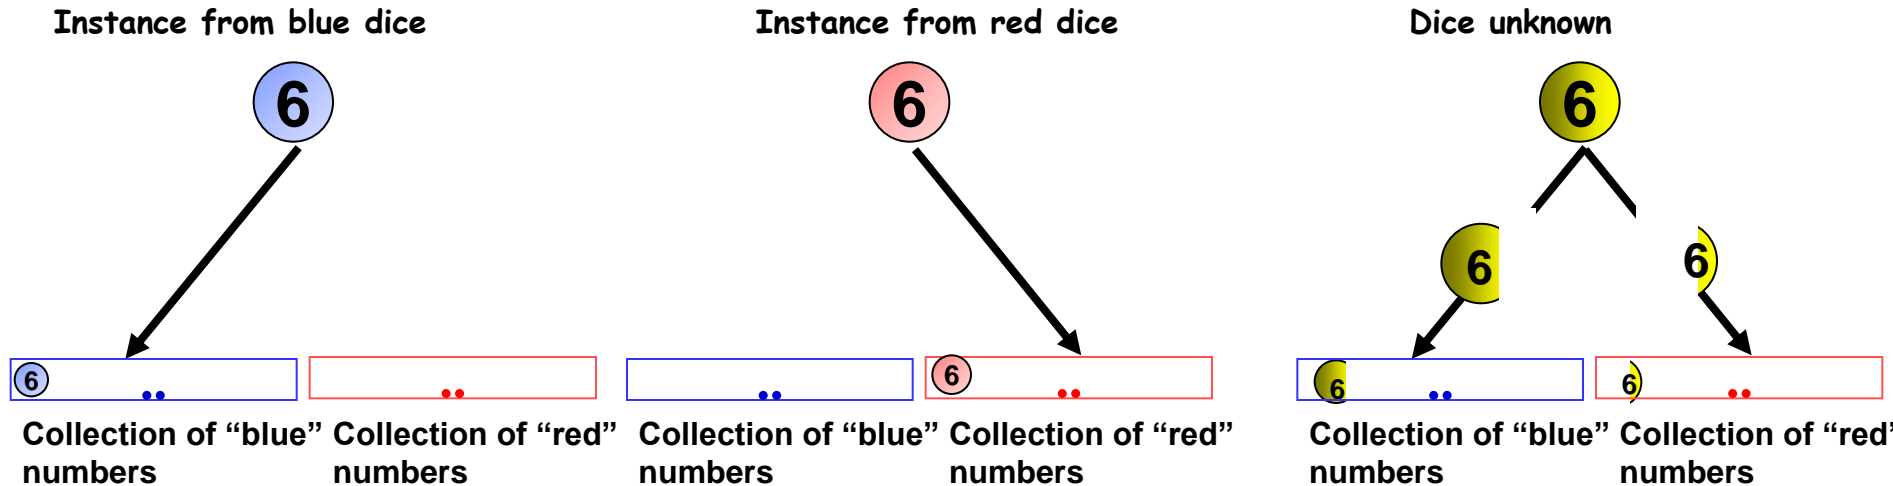 Instance from blue dice
Instance from red dice
Dice unknown
6
6
6
6
6
6
6
6
6
..
..
..
..
..
..
Collection of “blue” numbers
Collection of “red” numbers
Collection of “blue” numbers
Collection of “red” numbers
Collection of “blue” numbers
Collection of “red” numbers